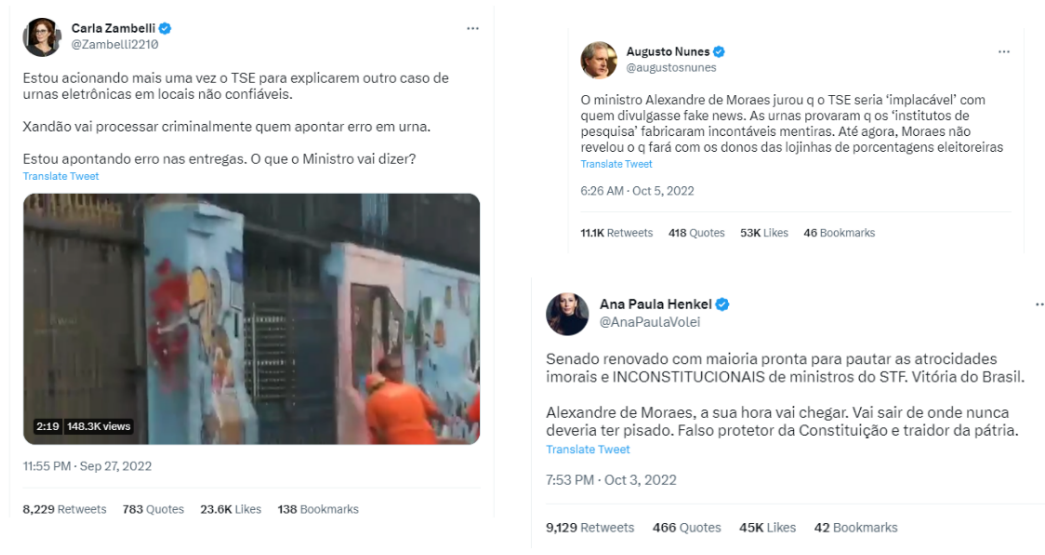 Carla Zambelli
@Zambelli2210
Estou acionando mais uma vez o TSE para explicarem outro caso de
urnas eletrônicas em locais não confiáveis.
Xandão vai processar criminalmente quem apontar erro em urna.
Estou apontando erro nas entregas. O que o Ministro vai dizer?
Translate Tweet
2:19 148.3K views
11:55 PM · Sep 27, 2022
8,229 Retweets 783 Quotes 23.6K Likes 138 Bookmarks
Augusto Nunes
@augustosnunes
O ministro Alexandre de Moraes jurou q o TSE seria ‘implacável’ com
quem divulgasse fake news. As urnas provaram q os ‘institutos de
pesquisa’ fabricaram incontáveis mentiras. Até agora, Moraes não
revelou o q fará com os donos das lojinhas de porcentagens eleitoreiras
Translate Tweet
6:26 AM · Oct 5, 2022
11.1K Retweets 418 Quotes 53K Likes 46 Bookmarks
Ana Paula Henkel
@AnaPaulaVolei
Senado renovado com maioria pronta para pautar as atrocidades
imorais e INCONSTITUCIONAIS de ministros do STF. Vitória do Brasil.
Alexandre de Moraes, a sua hora vai chegar. Vai sair de onde nunca
deveria ter pisado. Falso protetor da Constituição e traidor da pátria.
Translate Tweet
7:53 PM · Oct 3, 2022
9,129 Retweets 466 Quotes 45K Likes 42 Bookmarks